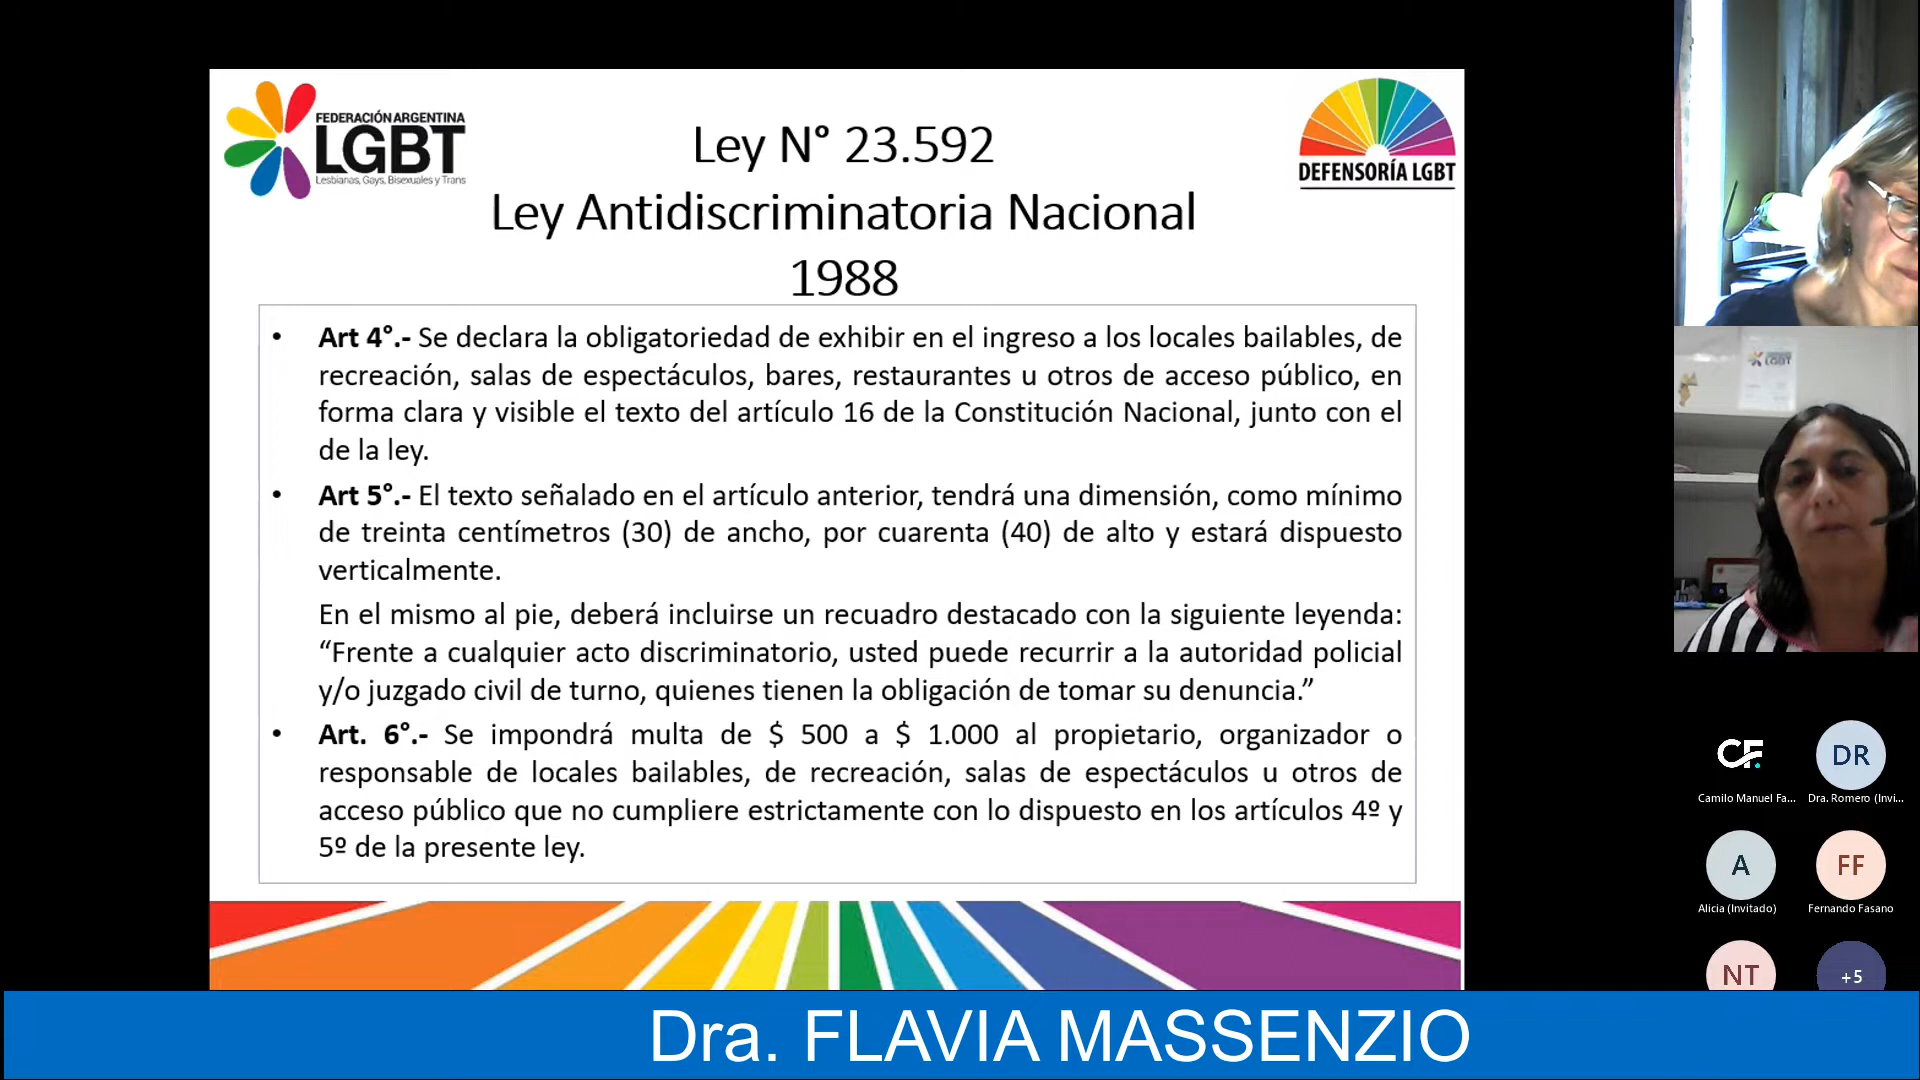 FEDERACIÓN ARGENTINA
LGBT
Lesbianas, Gays, Bisexuales y Trans
DEFENSORÍA LGBT
Ley N° 23.592
Ley Antidiscriminatoria Nacional
1988
• Art 4°.- Se declara la obligatoriedad de exhibir en el ingreso a los locales bailables, de
recreación, salas de espectáculos, bares, restaurantes u otros de acceso público, en
forma clara y visible el texto del artículo 16 de la Constitución Nacional, junto con el
de la ley.
• Art 5°.- El texto señalado en el artículo anterior, tendrá una dimensión, como mínimo
de treinta centímetros (30) de ancho, por cuarenta (40) de alto y estará dispuesto
verticalmente.
En el mismo al pie, deberá incluirse un recuadro destacado con la siguiente leyenda:
“Frente a cualquier acto discriminatorio, usted puede recurrir a la autoridad policial
y/o juzgado civil de turno, quienes tienen la obligación de tomar su denuncia.”
• Art. 6°.- Se impondrá multa de $ 500 a $ 1.000 al propietario, organizador o
responsable de locales bailables, de recreación, salas de espectáculos u otros de
acceso público que no cumpliere estrictamente con lo dispuesto en los artículos 4º y
5º de la presente ley.
LGBT
CF.
DR
Camilo Manuel Fa...
Dra. Romero (Invi...
A
FF
Alicia (Invitado)
Fernando Fasano
NT
+5
Dra. FLAVIA MASSENZIO